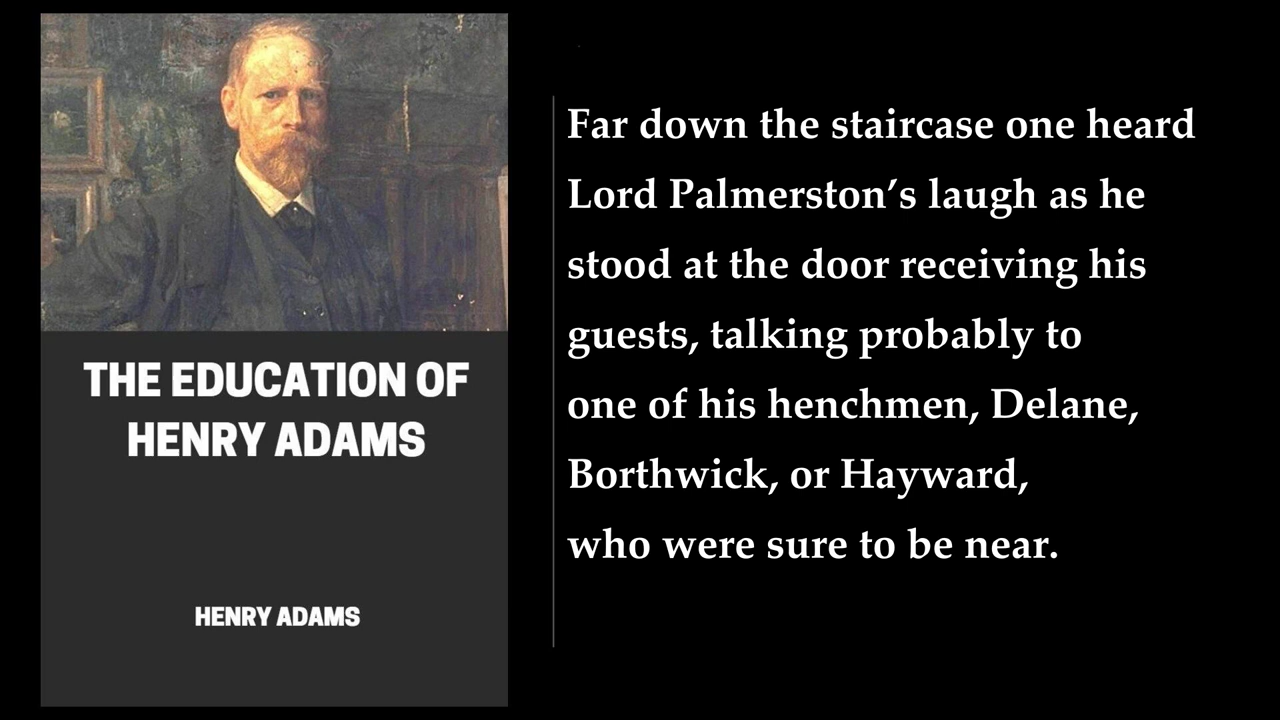 THE EDUCATION OF
HENRY ADAMS
HENRY ADAMS
Far down the staircase one heard
Lord Palmerston’s laugh as he
stood at the door receiving his
guests, talking probably to
one of his henchmen, Delane,
Borthwick, or Hayward,
who were sure to be near.